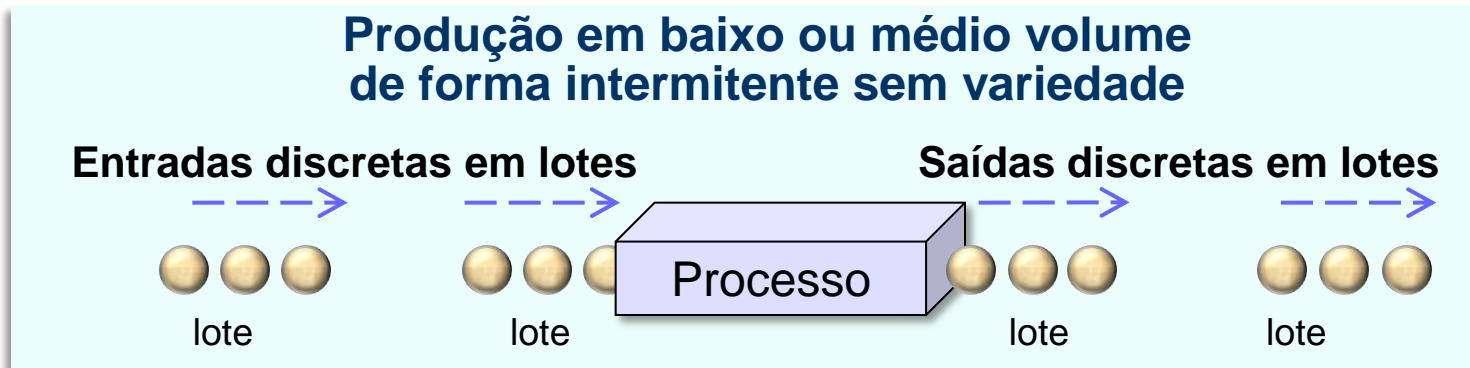 Produção em baixo ou médio volume
de forma intermitente sem variedade
Entradas discretas em lotes
Saídas discretas em lotes
Processo
lote
lote
lote
lote